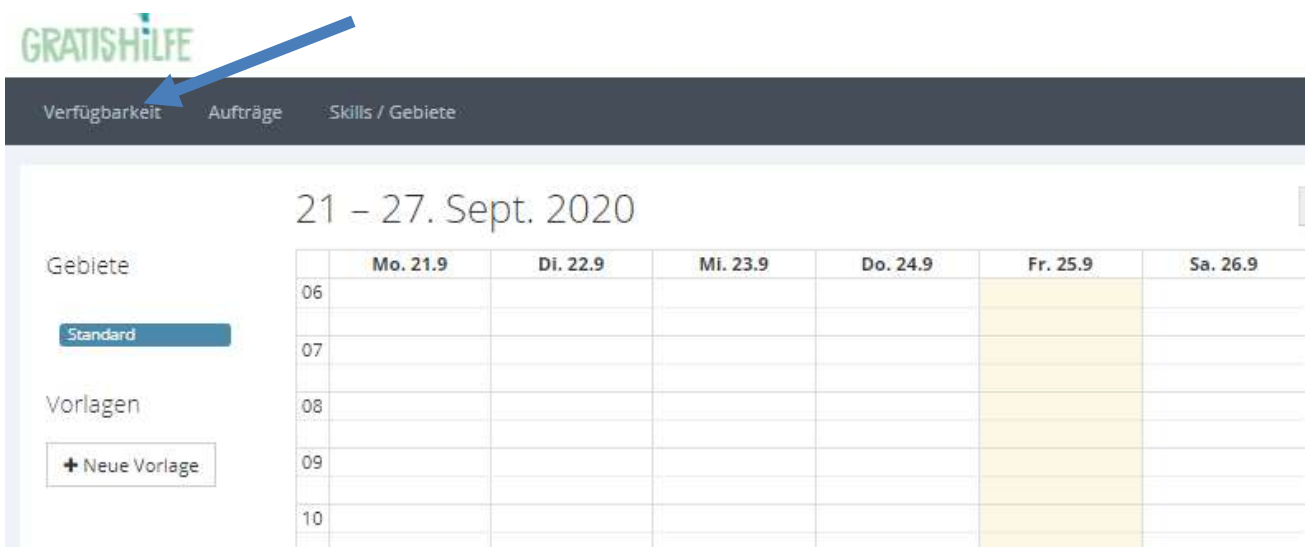 GRATISHiLFE
Verfügbarkeit Aufträge Skills / Gebiete
21 – 27. Sept. 2020
Gebiete
Mo. 21.9 Di. 22.9 Mi. 23.9 Do. 24.9 Fr. 25.9 Sa. 26.9
06
Standard
07
Vorlagen
08
+ Neue Vorlage
09
10